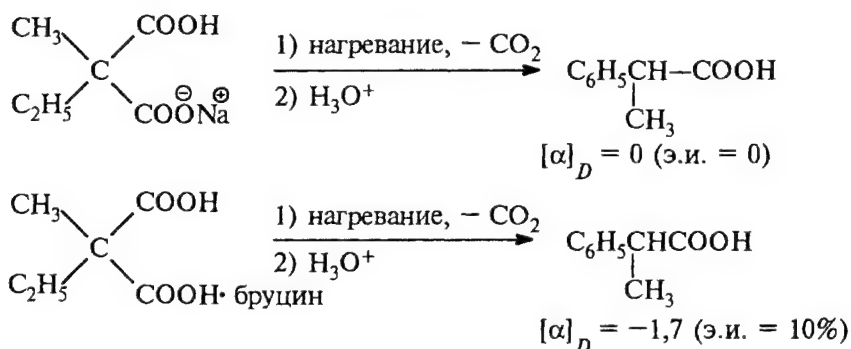 CH₃ COOH 1) нагревание, − CO₂
C C₆H₅CH−COOH
C₂H₅ COO⊖Na⊕ 2) H₃O⁺
CH₃
[α]D = 0 (э.и. = 0)
CH₃ COOH 1) нагревание, − CO₂
C C₆H₅CHCOOH
C₂H₅ COOH· бруцин 2) H₃O⁺
CH₃
[α]D = −1,7 (э.и. = 10%)